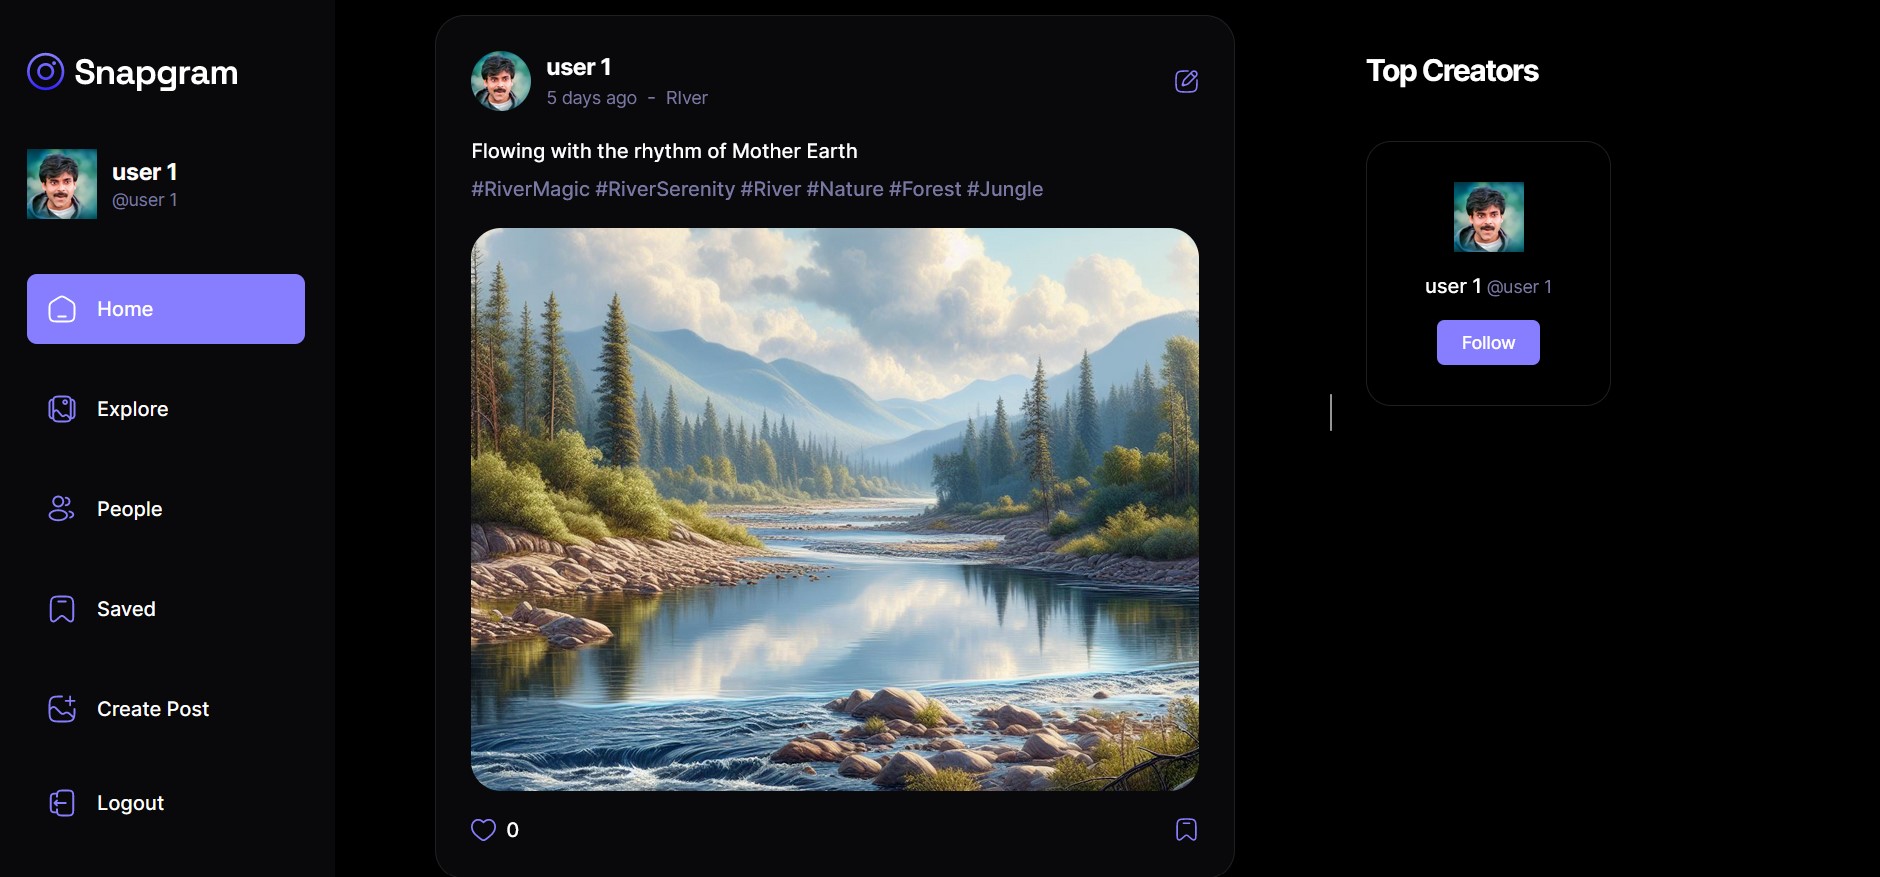 Snapgram
user 1
@user 1
Home
Explore
People
Saved
Create Post
Logout
user 1
5 days ago - RIver
Flowing with the rhythm of Mother Earth
#RiverMagic #RiverSerenity #River #Nature #Forest #Jungle
0
Top Creators
user 1 @user 1
Follow